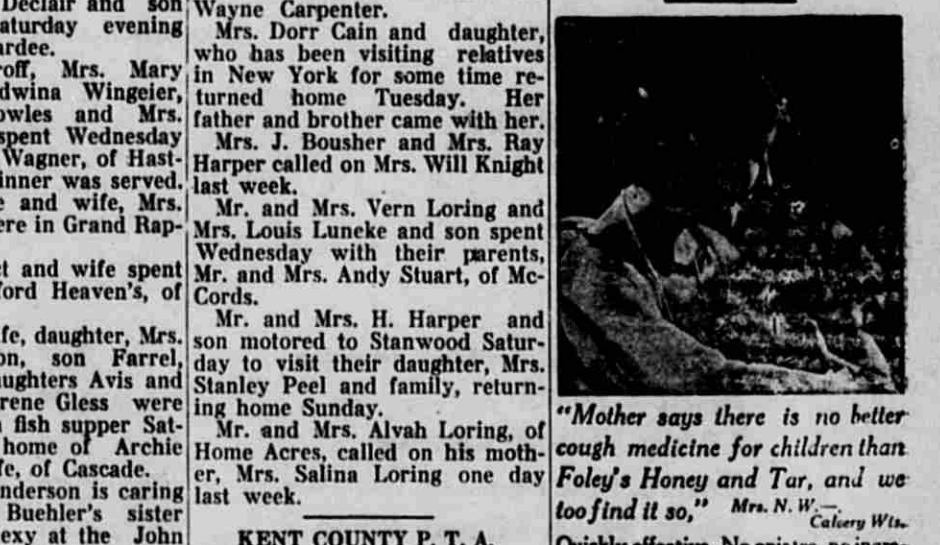 Declair and son
aturday evening
ardee.
roff, Mrs. Mary
dwina Wingeier,
owles and Mrs.
spent Wednesday
Wagner, of Hast-
inner was served.
e and wife, Mrs.
ere in Grand Rap-
ct and wife spent
ford Heaven's, of
fe, daughter, Mrs.
on, son Farrel,
aughters Avis and
rene Gless were
fish supper Sat-
home of Archie
fe, of Cascade.
nderson is caring
Buehler's sister
exy at the John
Wayne Carpenter.
Mrs. Dorr Cain and daughter,
who has been visiting relatives
in New York for some time re-
turned home Tuesday. Her
father and brother came with her.
Mrs. J. Bousher and Mrs. Ray
Harper called on Mrs. Will Knight
last week.
Mr. and Mrs. Vern Loring and
Mrs. Louis Luneke and son spent
Wednesday with their parents,
Mr. and Mrs. Andy Stuart, of Mc-
Cords.
Mr. and Mrs. H. Harper and
son motored to Stanwood Satur-
day to visit their daughter, Mrs.
Stanley Peel and family, return-
ing home Sunday.
Mr. and Mrs. Alvah Loring, of
Home Acres, called on his moth-
er, Mrs. Salina Loring one day
last week.
KENT COUNTY P. T. A.
"Mother says there is no better
cough medicine for children than
Foley's Honey and Tar, and we
too find it so," Mrs. N. W.—.
Calvery Wis.
Quickly effective. No opiates, no